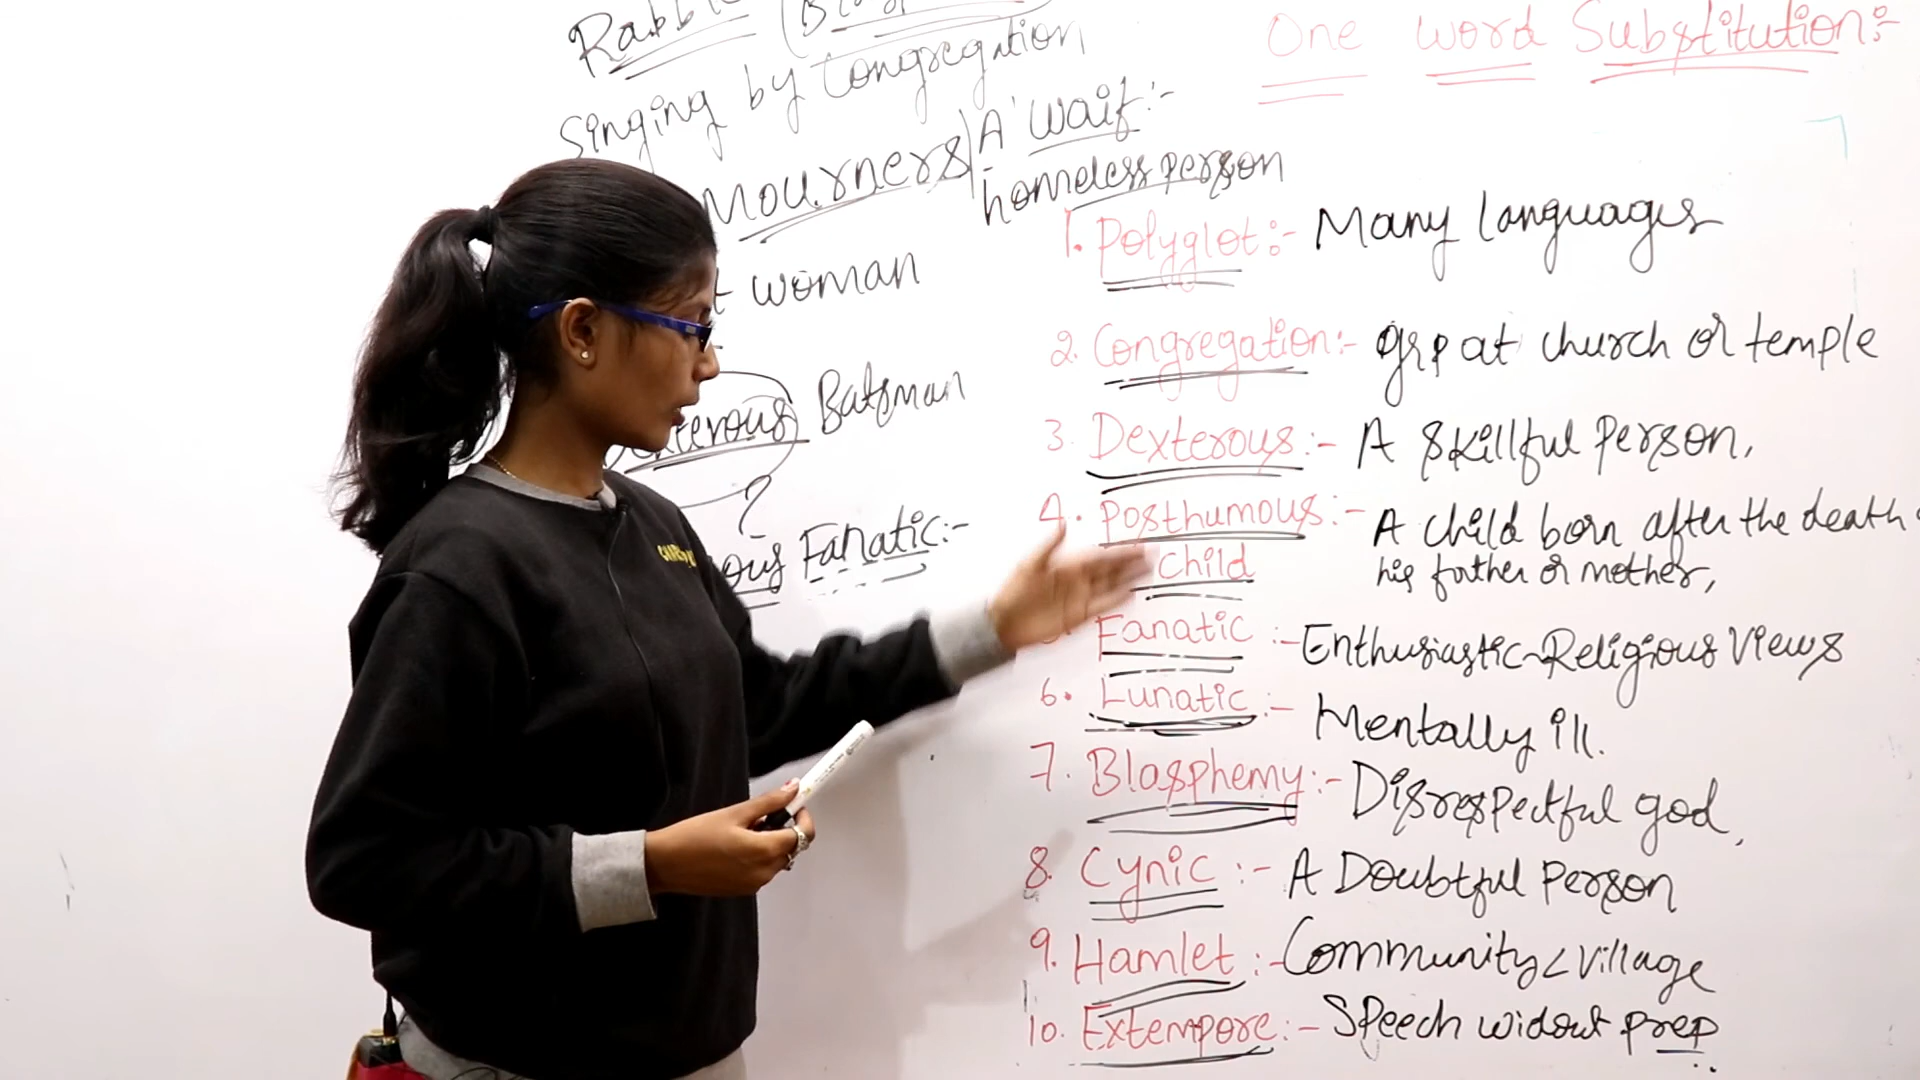 Singing by congregation
Mourners
A waif:-
homeless person
woman
Batsman
?
Fanatic:-
One word Substitution:-
1. Polyglot:- Many languages
2. Congregation:- grp at church or temple
3. Dexterous:- A skillful person,
4. Posthumous:- A child born after the death
Child his father or mother,
Fanatic :- Enthusiastic-Religious Views
6. Lunatic:- Mentally ill.
7. Blasphemy:- Disrespectful god,
8. Cynic:- A Doubtful Person
9. Hamlet:- Community < Village
10. Extempore:- Speech widout prep